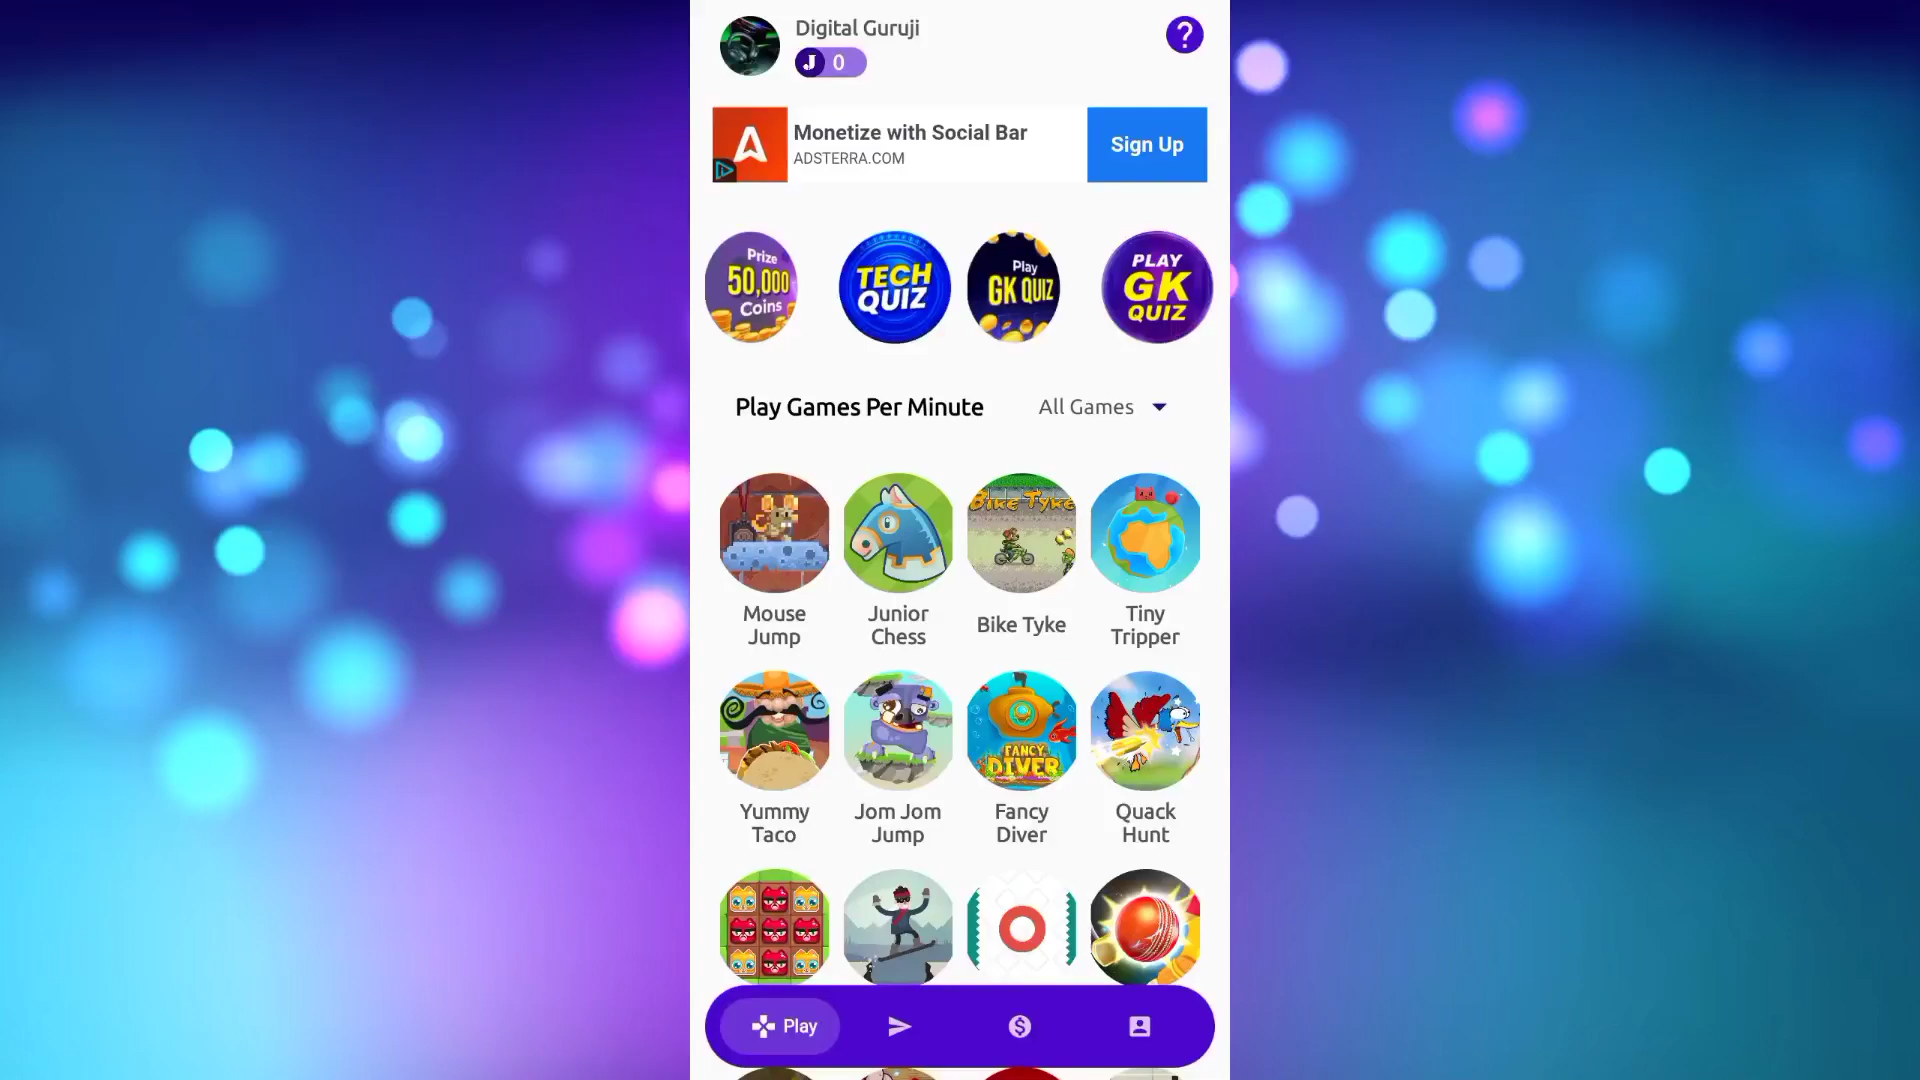 Digital Guruji
J 0
?
Monetize with Social Bar
ADSTERRA.COM
Sign Up
Prize
50,000
Coins
TECH
QUIZ
Play
GK QUIZ
PLAY
GK
QUIZ
Play Games Per Minute
All Games
BIKE TYKE
Mouse
Jump
Junior
Chess
Bike Tyke
Tiny
Tripper
FANCY
DIVER
Yummy
Taco
Jom Jom
Jump
Fancy
Diver
Quack
Hunt
Play